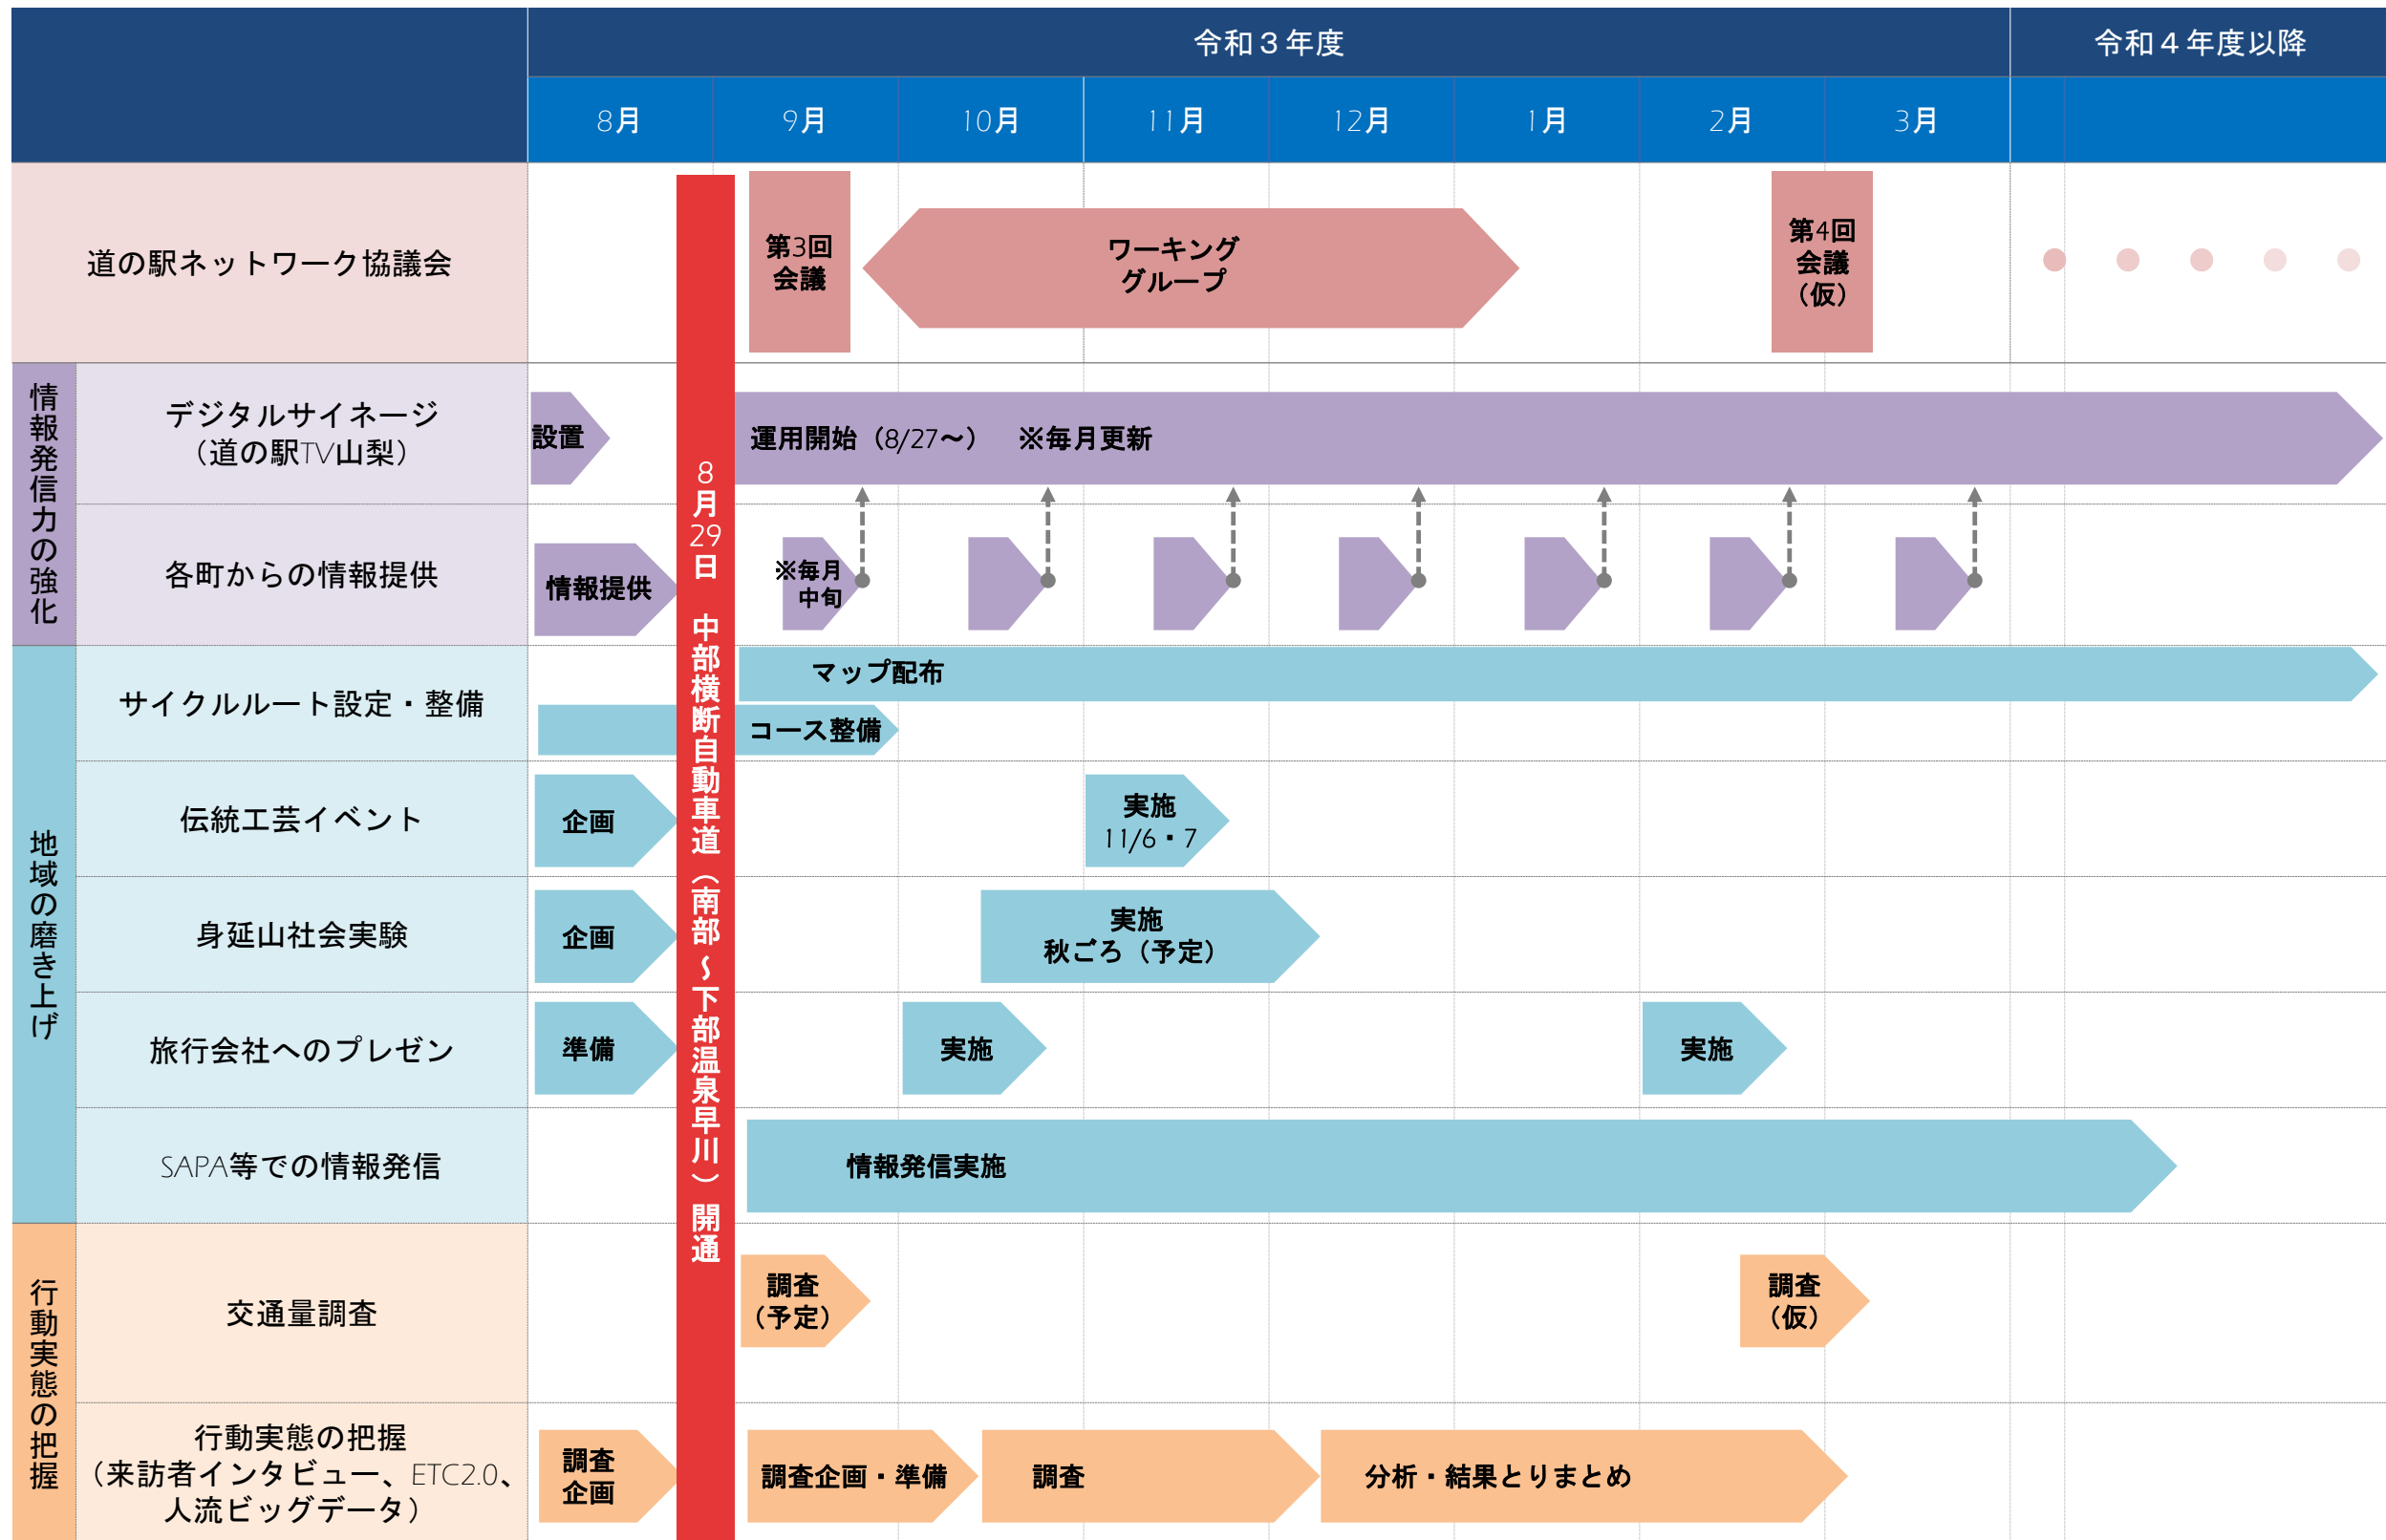 令和３年度
令和４年度以降
8月
9月
10月
11月
12月
1月
2月
3月
道の駅ネットワーク協議会
第3回
会議
ワーキング
グループ
第4回
会議
（仮）
8月29日　中部横断自動車道（南部～下部温泉早川）開通
情報発信力の強化
デジタルサイネージ
（道の駅TV山梨）
設置
運用開始（8/27～）　※毎月更新
各町からの情報提供
情報提供
※毎月
中旬
地域の磨き上げ
サイクルルート設定・整備
マップ配布
コース整備
伝統工芸イベント
企画
実施
11/6・7
身延山社会実験
企画
実施
秋ごろ（予定）
旅行会社へのプレゼン
準備
実施
実施
SAPA等での情報発信
情報発信実施
行動実態の把握
交通量調査
調査
（予定）
調査
（仮）
行動実態の把握
（来訪者インタビュー、ETC2.0、
人流ビッグデータ）
調査
企画
調査企画・準備
調査
分析・結果とりまとめ